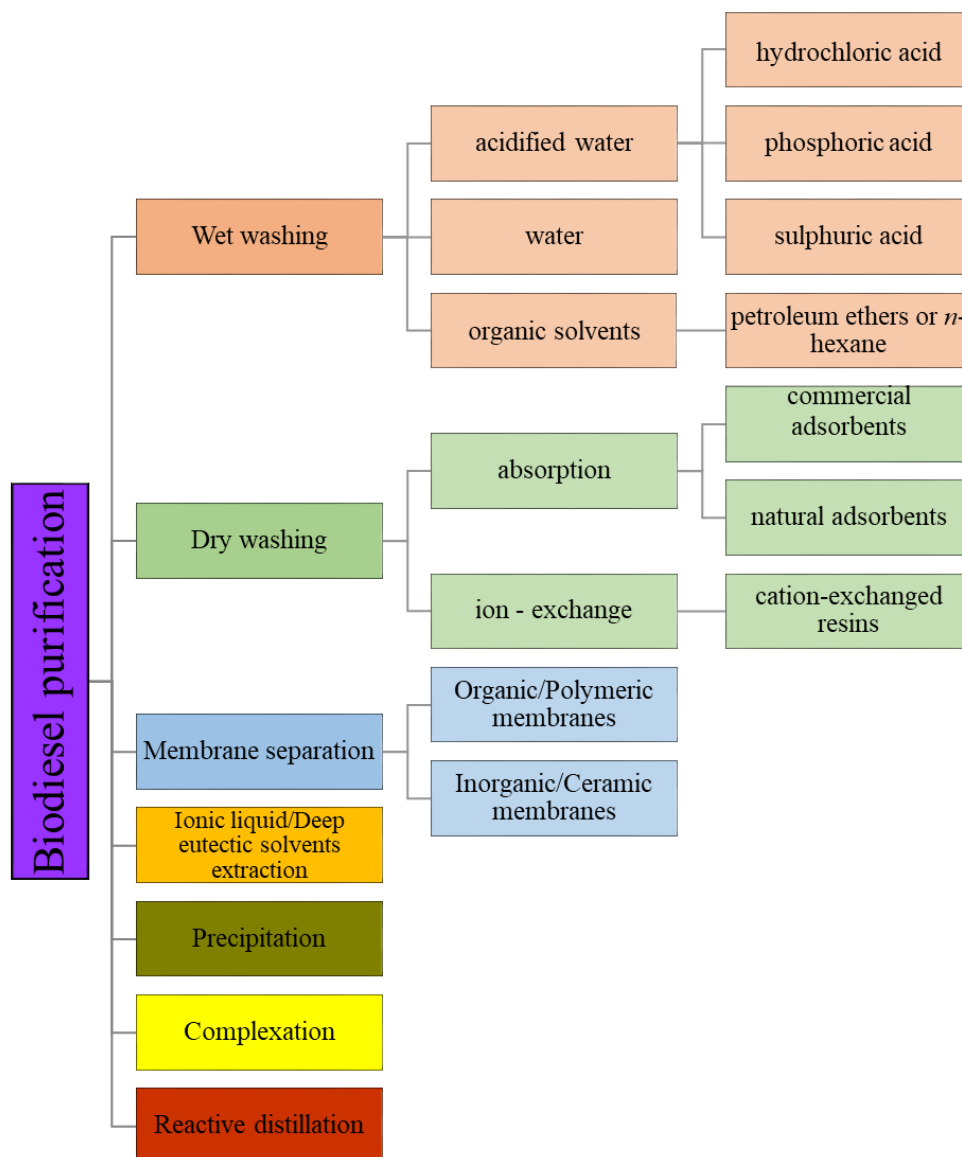 Biodiesel purification
Wet washing
acidified water
hydrochloric acid
phosphoric acid
sulphuric acid
water
organic solvents
petroleum ethers or n-
hexane
Dry washing
absorption
commercial
adsorbents
natural adsorbents
ion - exchange
cation-exchanged
resins
Membrane separation
Organic/Polymeric
membranes
Inorganic/Ceramic
membranes
Ionic liquid/Deep
eutectic solvents
extraction
Precipitation
Complexation
Reactive distillation